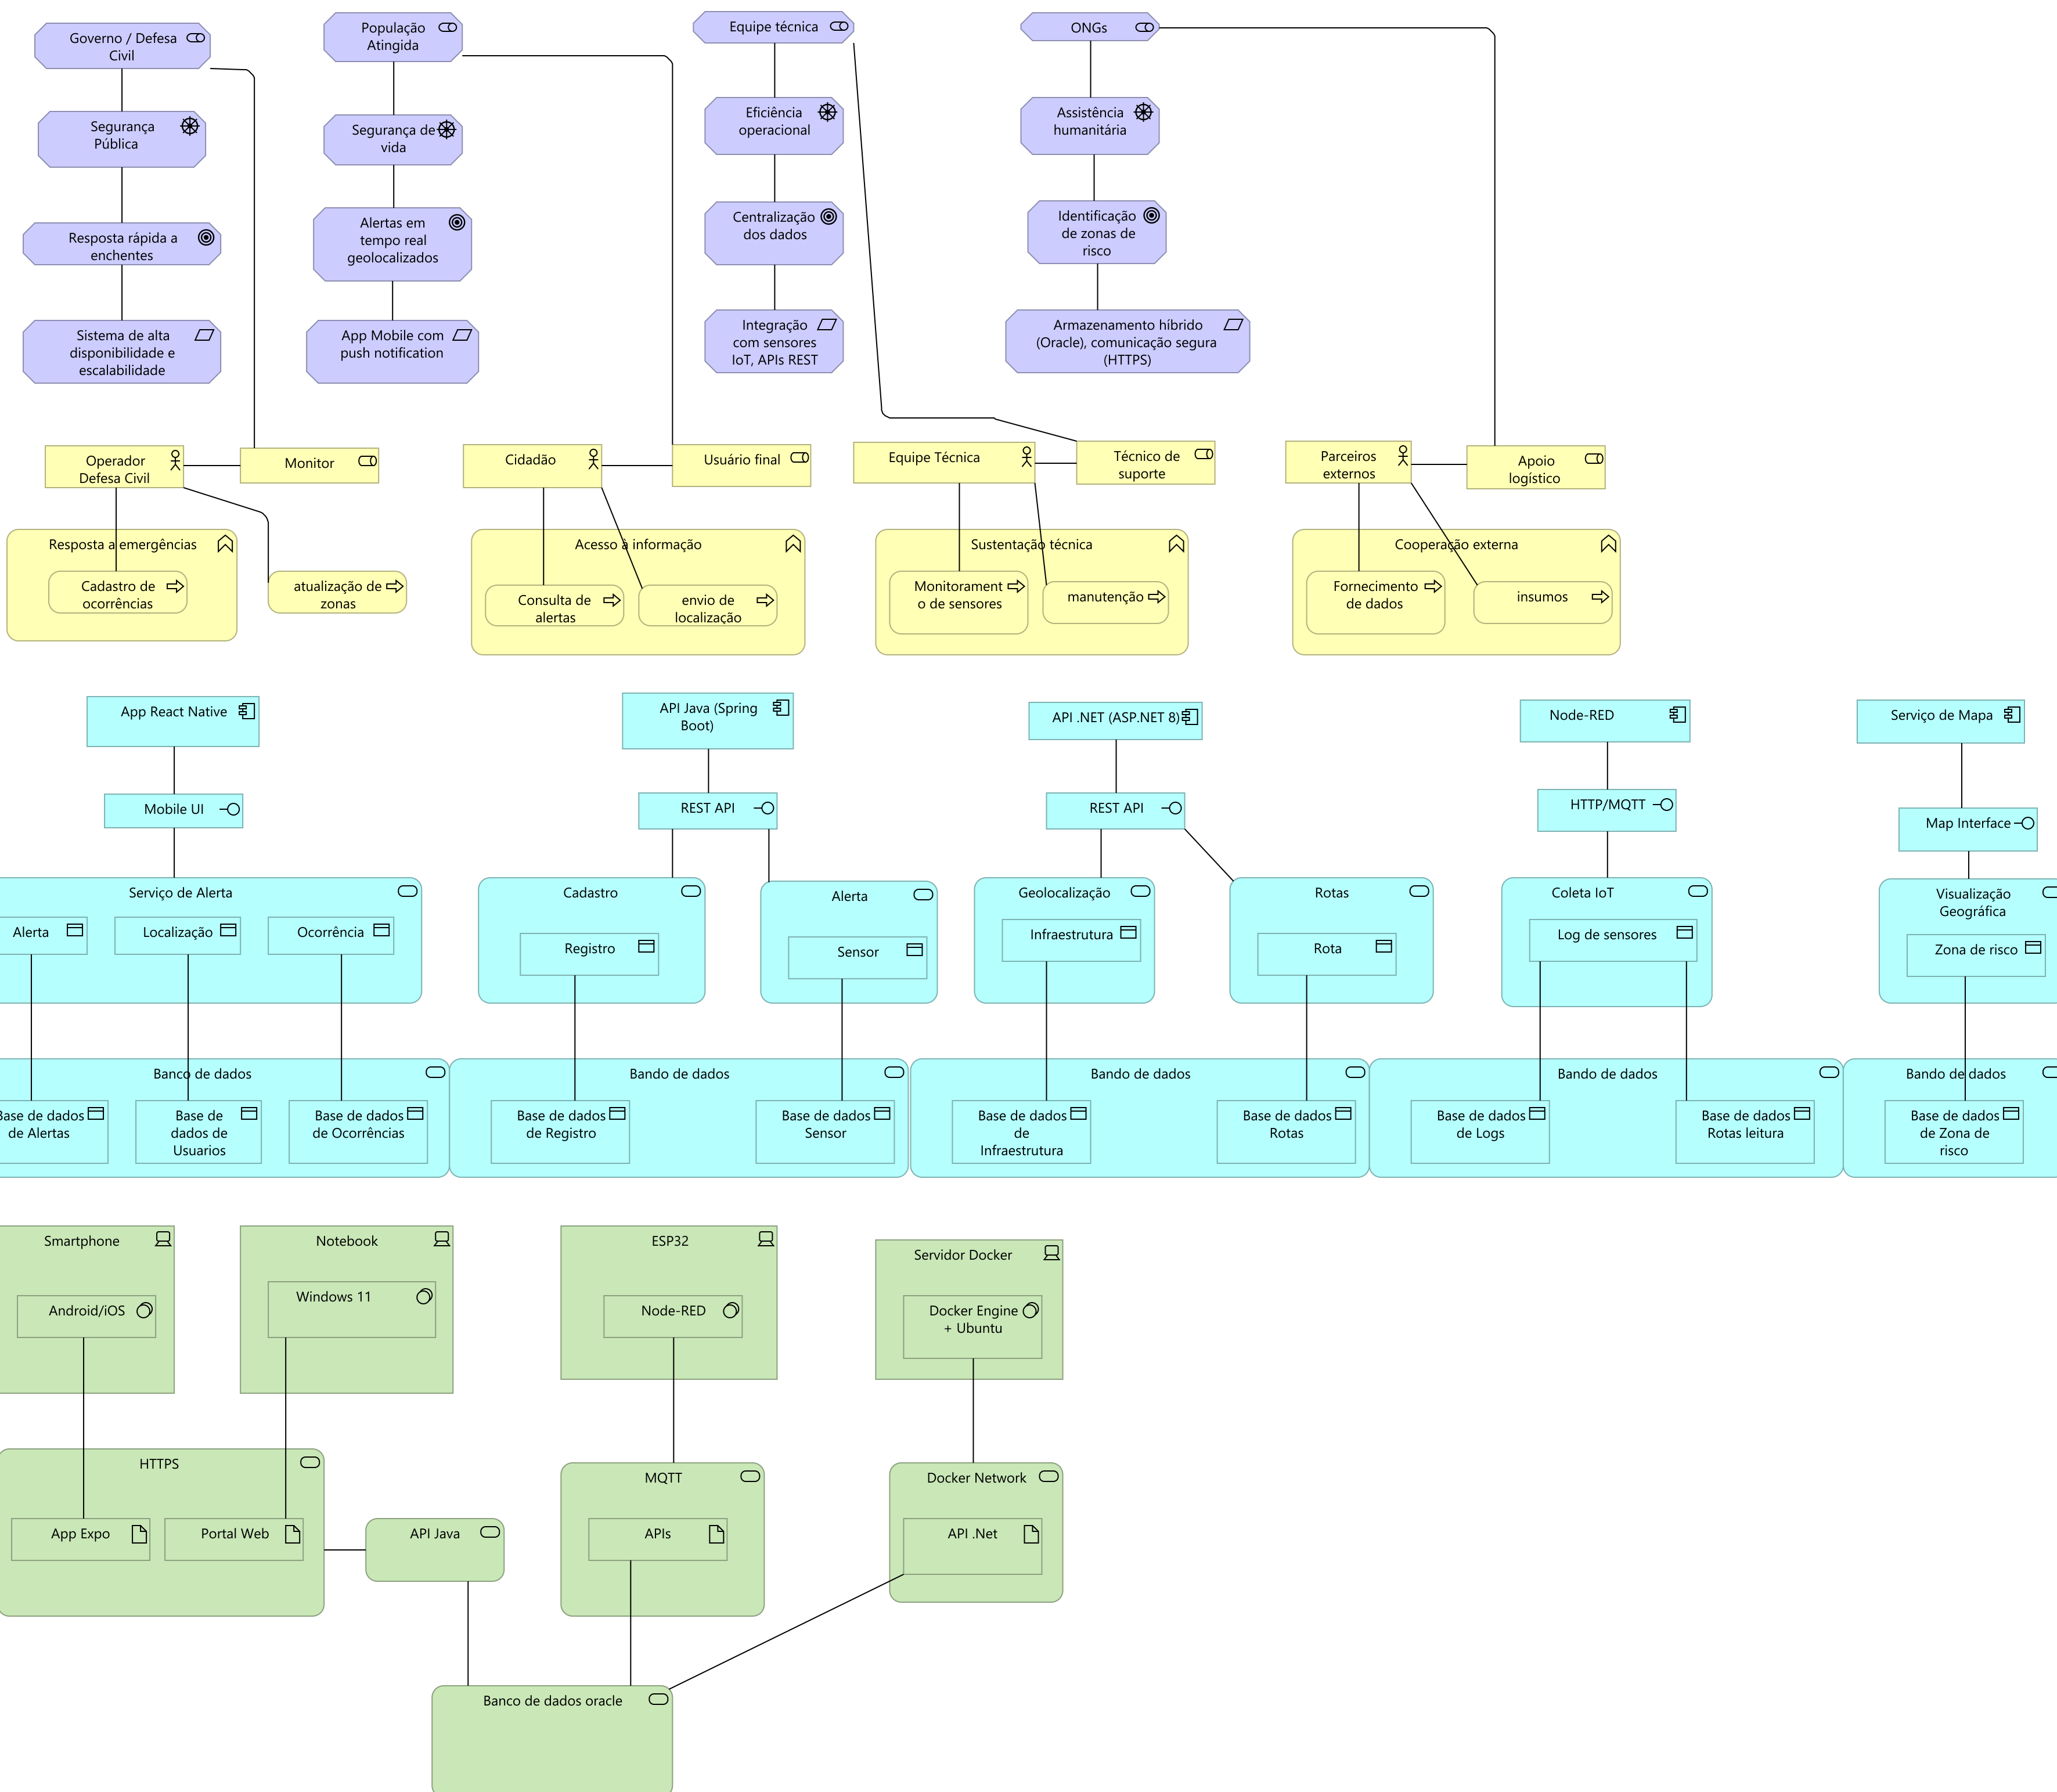 Governo / Defesa
Civil
População
Atingida
Equipe técnica
ONGs
Segurança
Pública
Segurança de
vida
Eficiência
operacional
Assistência
humanitária
Resposta rápida a
enchentes
Alertas em
tempo real
geolocalizados
Centralização
dos dados
Identificação
de zonas de
risco
Sistema de alta
disponibilidade e
escalabilidade
App Mobile com
push notification
Integração
com sensores
IoT, APIs REST
Armazenamento híbrido
(Oracle), comunicação segura
(HTTPS)
Operador
Defesa Civil
Monitor
Cidadão
Usuário final
Equipe Técnica
Técnico de
suporte
Parceiros
externos
Apoio
logístico
Resposta a emergências
Cadastro de
ocorrências
atualização de
zonas
Acesso à informação
Consulta de
alertas
envio de
localização
Sustentação técnica
Monitorament
o de sensores
manutenção
Cooperação externa
Fornecimento
de dados
insumos
App React Native
API Java (Spring
Boot)
API .NET (ASP.NET 8)
Node-RED
Serviço de Mapa
Mobile UI
REST API
REST API
HTTP/MQTT
Map Interface
Serviço de Alerta
Alerta
Localização
Ocorrência
Cadastro
Registro
Alerta
Sensor
Geolocalização
Infraestrutura
Rotas
Rota
Coleta IoT
Log de sensores
Visualização
Geográfica
Zona de risco
Banco de dados
Base de dados
de Alertas
Base de
dados de
Usuarios
Base de dados
de Ocorrências
Bando de dados
Base de dados
de Registro
Base de dados
Sensor
Bando de dados
Base de dados
de
Infraestrutura
Base de dados
Rotas
Bando de dados
Base de dados
de Logs
Base de dados
Rotas leitura
Bando de dados
Base de dados
de Zona de
risco
Smartphone
Android/iOS
Notebook
Windows 11
ESP32
Node-RED
Servidor Docker
Docker Engine
+ Ubuntu
HTTPS
App Expo
Portal Web
API Java
MQTT
APIs
Docker Network
API .Net
Banco de dados oracle